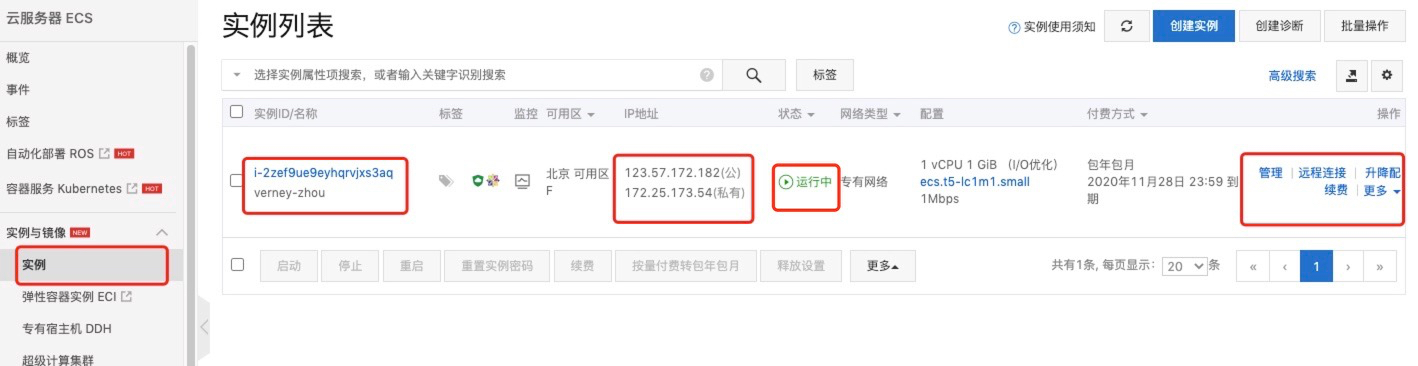 云服务器 ECS
概览
事件
标签
自动化部署 ROS HOT
容器服务 Kubernetes HOT
实例与镜像 NEW
实例
弹性容器实例 ECI
专有宿主机 DDH
超级计算集群
实例列表
? 实例使用须知
创建实例
创建诊断
批量操作
选择实例属性项搜索，或者输入关键字识别搜索 ?
标签
高级搜索
实例ID/名称 标签 监控 可用区 IP地址 状态 网络类型 配置 付费方式 操作
i-2zef9ue9eyhqrvjxs3aq
verney-zhou
北京 可用区
F
123.57.172.182(公)
172.25.173.54(私有)
运行中
专有网络
1 vCPU 1 GiB （I/O优化）
ecs.t5-lc1m1.small
1Mbps
包年包月
2020年11月28日 23:59 到
期
管理 | 远程连接 | 升降配
续费 | 更多
启动 停止 重启 重置实例密码 续费 按量付费转包年包月 释放设置 更多
共有1条, 每页显示: 20 条 « ‹ 1 › »